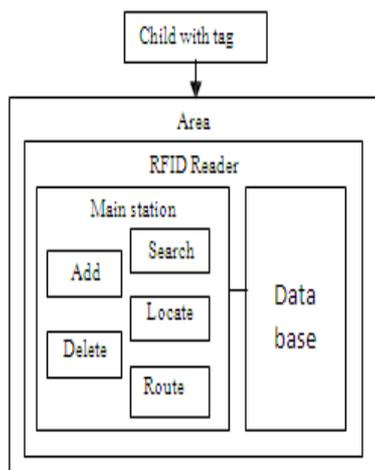 Child with tag
Area
RFID Reader
Main station
Search
Add
Locate
Delete
Route
Data
base